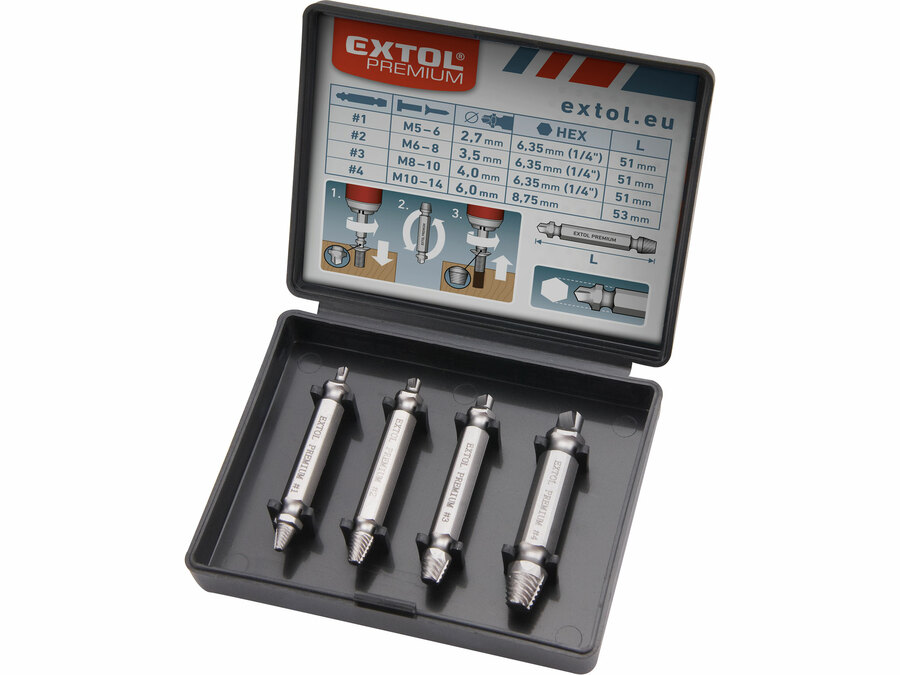 EXTOL®
PREMIUM
extol.eu
HEX L
#1 M5-6 2,7 mm 6,35 mm (1/4") 51 mm
#2 M6-8 3,5 mm 6,35 mm (1/4") 51 mm
#3 M8-10 4,0 mm 6,35 mm (1/4") 51 mm
#4 M10-14 6,0 mm 8,75 mm 53 mm
1. 2. 3.
EXTOL PREMIUM
EXTOL PREMIUM
L
EXTOL PREMIUM #1
EXTOL PREMIUM #2
EXTOL PREMIUM #3
EXTOL PREMIUM #4